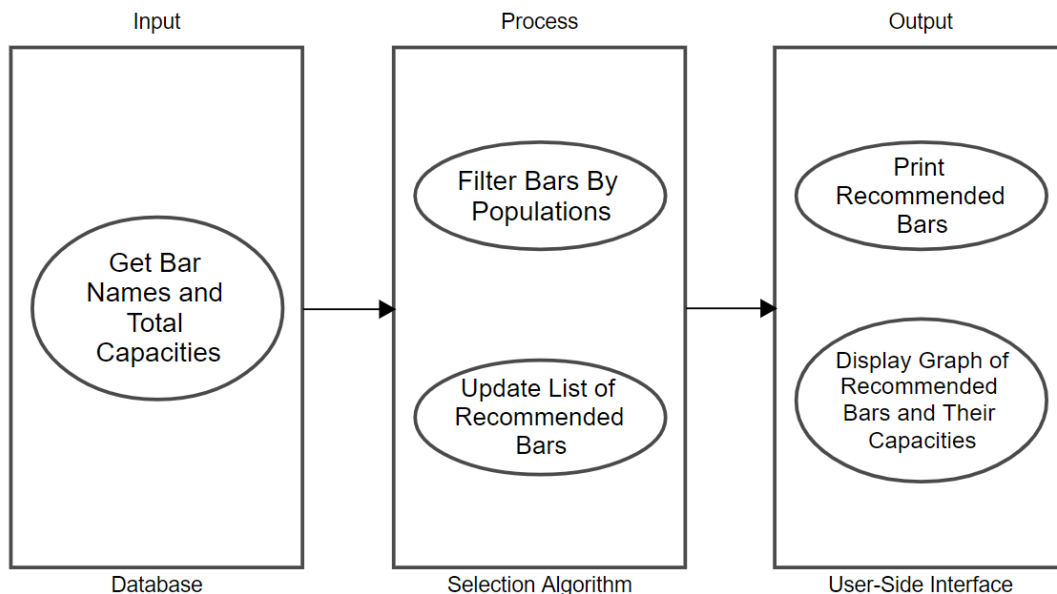 Input
Get Bar
Names and
Total
Capacities
Database
Process
Filter Bars By
Populations
Update List of
Recommended
Bars
Selection Algorithm
Output
Print
Recommended
Bars
Display Graph of
Recommended
Bars and Their
Capacities
User-Side Interface